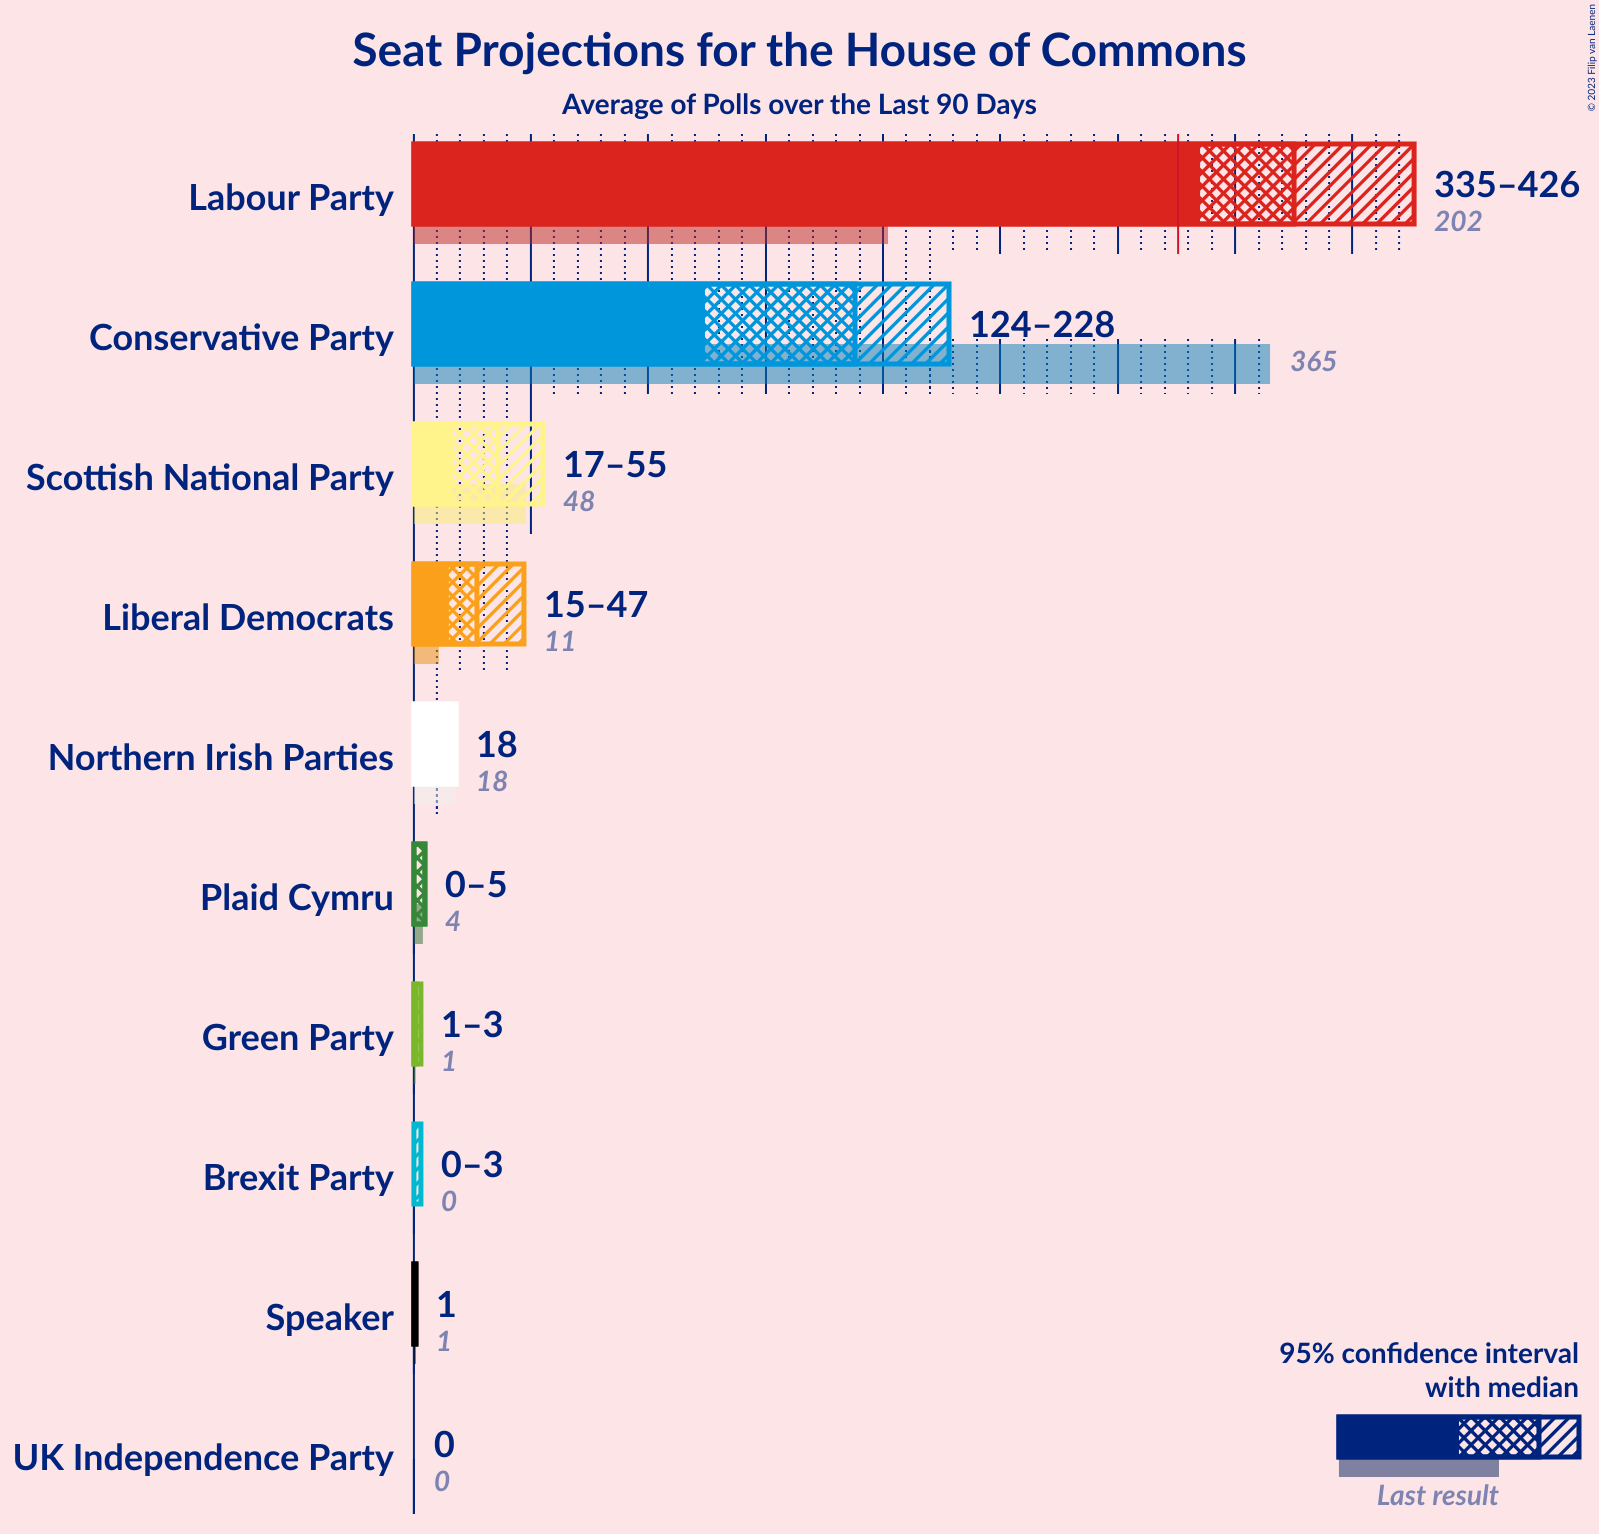 Seat Projections for the House of Commons
Average of Polls over the Last 90 Days
© 2023 Filip van Laenen
Labour Party
335–426
202
Conservative Party
124–228
365
Scottish National Party
17–55
48
Liberal Democrats
15–47
11
Northern Irish Parties
18
18
Plaid Cymru
0–5
4
Green Party
1–3
1
Brexit Party
0–3
0
Speaker
1
1
UK Independence Party
0
0
95% confidence interval
with median
Last result